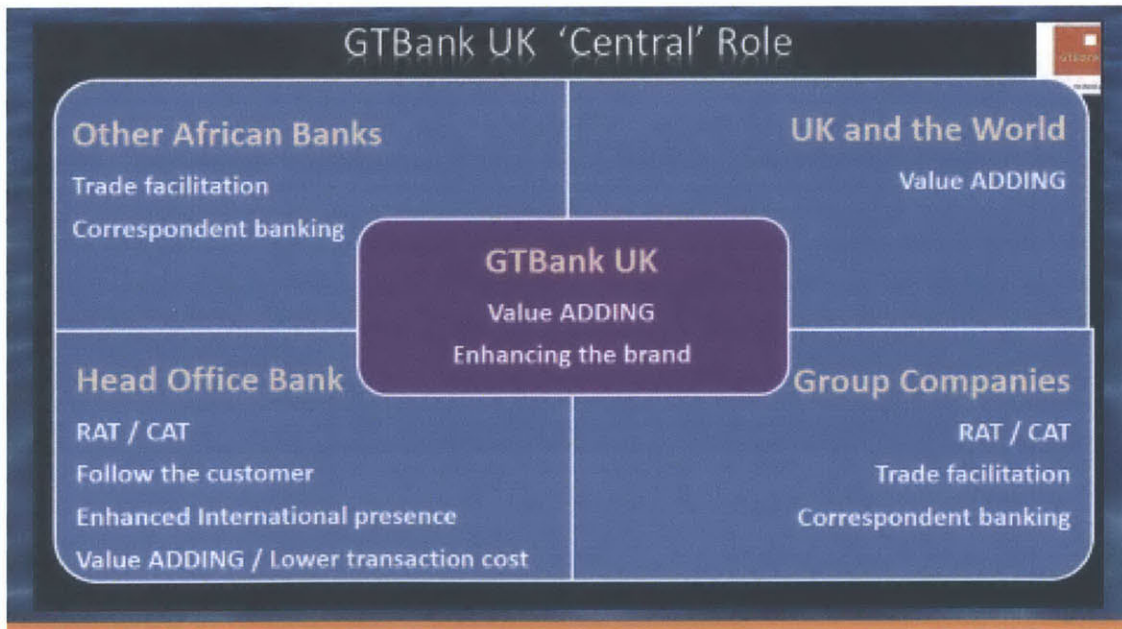 GTBank UK 'Central' Role
GTBank
Other African Banks
Trade facilitation
Correspondent banking
UK and the World
Value ADDING
GTBank UK
Value ADDING
Enhancing the brand
Head Office Bank
RAT / CAT
Follow the customer
Enhanced International presence
Value ADDING / Lower transaction cost
Group Companies
RAT / CAT
Trade facilitation
Correspondent banking